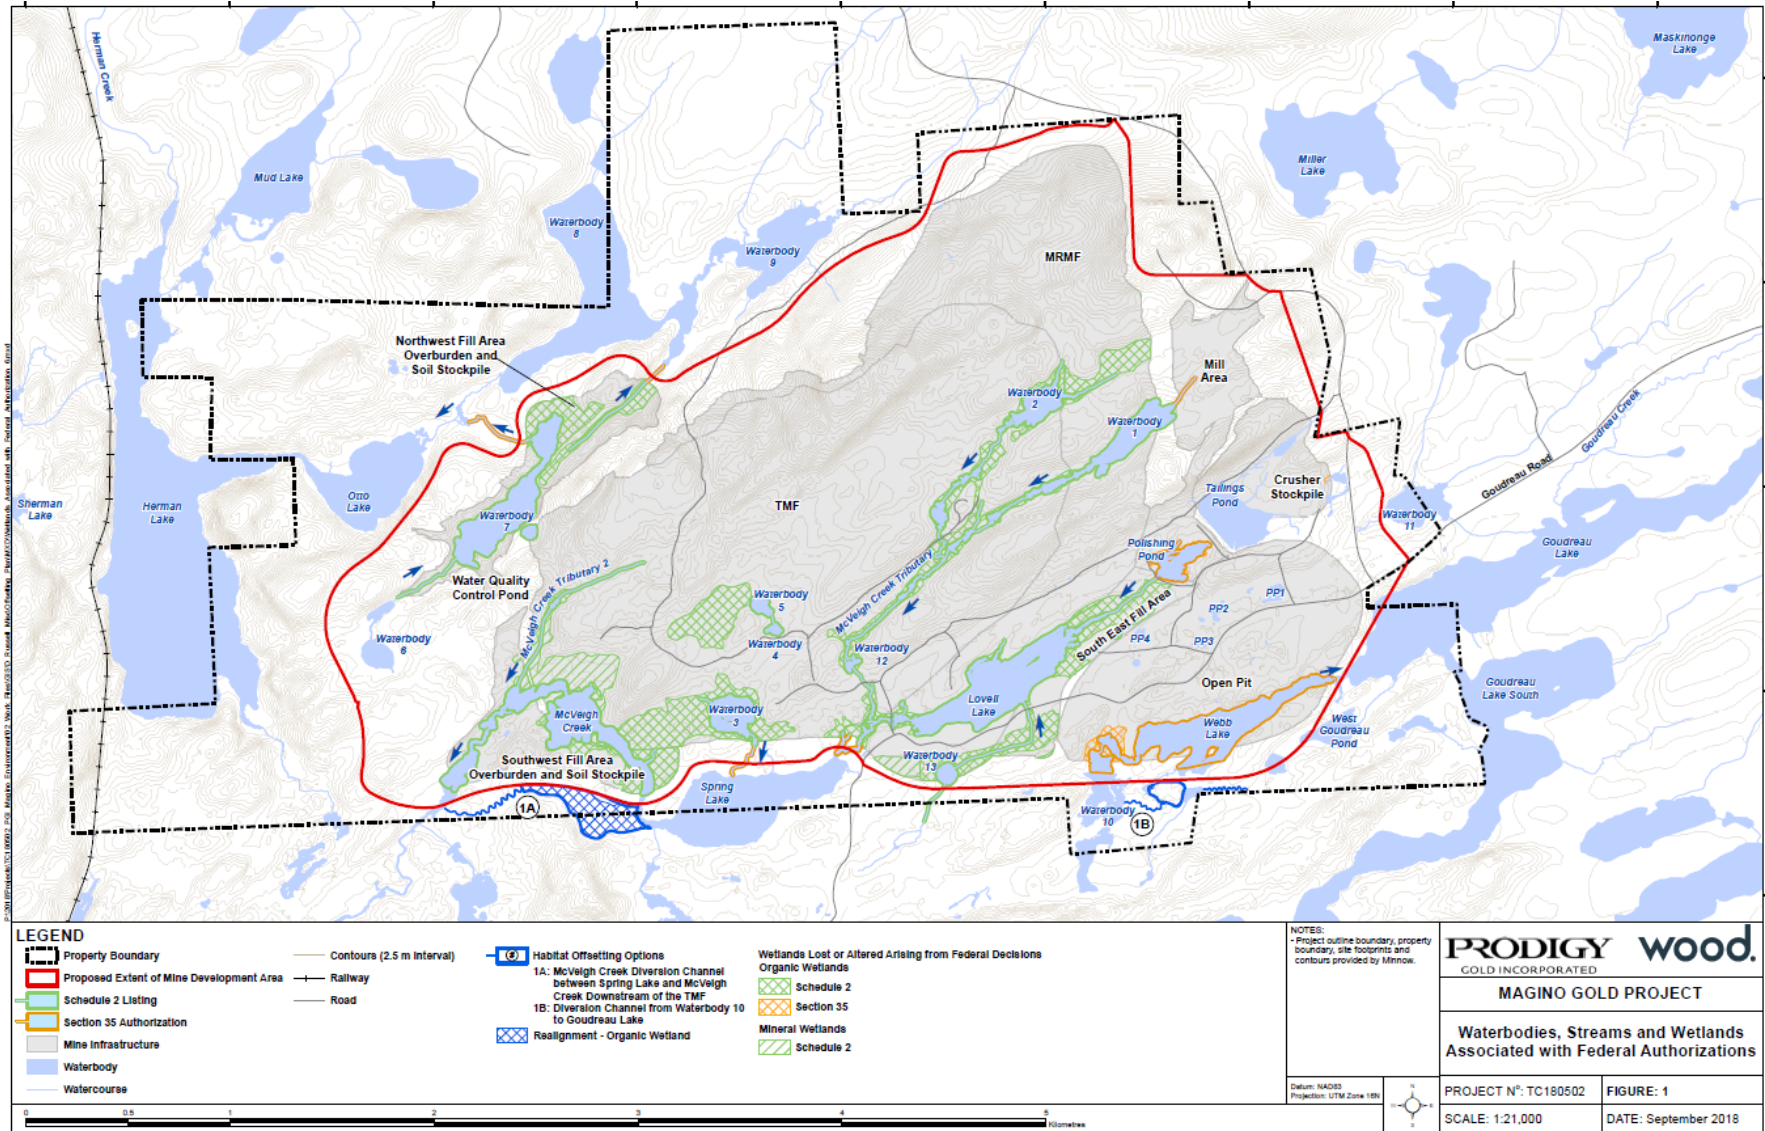 Herman Creek
Maskinonge
Lake
Mud Lake
Miller
Lake
Waterbody
8
Waterbody
9
MRMF
Northwest Fill Area
Overburden and
Soil Stockpile
Mill
Area
Waterbody
2
Waterbody
1
Goudreau Creek
Goudreau Road
Sherman
Lake
Herman
Lake
Otto
Lake
Waterbody
7
TMF
Tailings
Pond
Crusher
Stockpile
Waterbody
11
Goudreau
Lake
Polishing
Pond
Water Quality
Control Pond
McVeigh Creek Tributary 2
McVeigh Creek Tributary
Waterbody
5
Waterbody
4
Waterbody
6
Waterbody
12
South East Fill Area
PP1
PP2
PP3
PP4
Open Pit
Goudreau
Lake South
Lovell
Lake
Webb
Lake
West
Goudreau
Pond
McVeigh
Creek
Waterbody
3
Waterbody
13
Southwest Fill Area
Overburden and Soil Stockpile
Spring
Lake
1A
Waterbody
10
1B
LEGEND
Property Boundary
Proposed Extent of Mine Development Area
Schedule 2 Listing
Section 35 Authorization
Mine Infrastructure
Waterbody
Watercourse
Contours (2.5 m Interval)
Railway
Road
Habitat Offsetting Options
1A: McVeigh Creek Diversion Channel
between Spring Lake and McVeigh
Creek Downstream of the TMF
1B: Diversion Channel from Waterbody 10
to Goudreau Lake
Realignment - Organic Wetland
Wetlands Lost or Altered Arising from Federal Decisions
Organic Wetlands
Schedule 2
Section 35
Mineral Wetlands
Schedule 2
0 0.5 1 2 3 4 5
Kilometres
NOTES:
- Project outline boundary, property
boundary, site footprints and
contours provided by Minnow.
Datum: NAD83
Projection: UTM Zone 16N
N
PRODIGY
GOLD INCORPORATED
wood.
MAGINO GOLD PROJECT
Waterbodies, Streams and Wetlands
Associated with Federal Authorizations
PROJECT Nº: TC180502
FIGURE: 1
SCALE: 1:21,000
DATE: September 2018